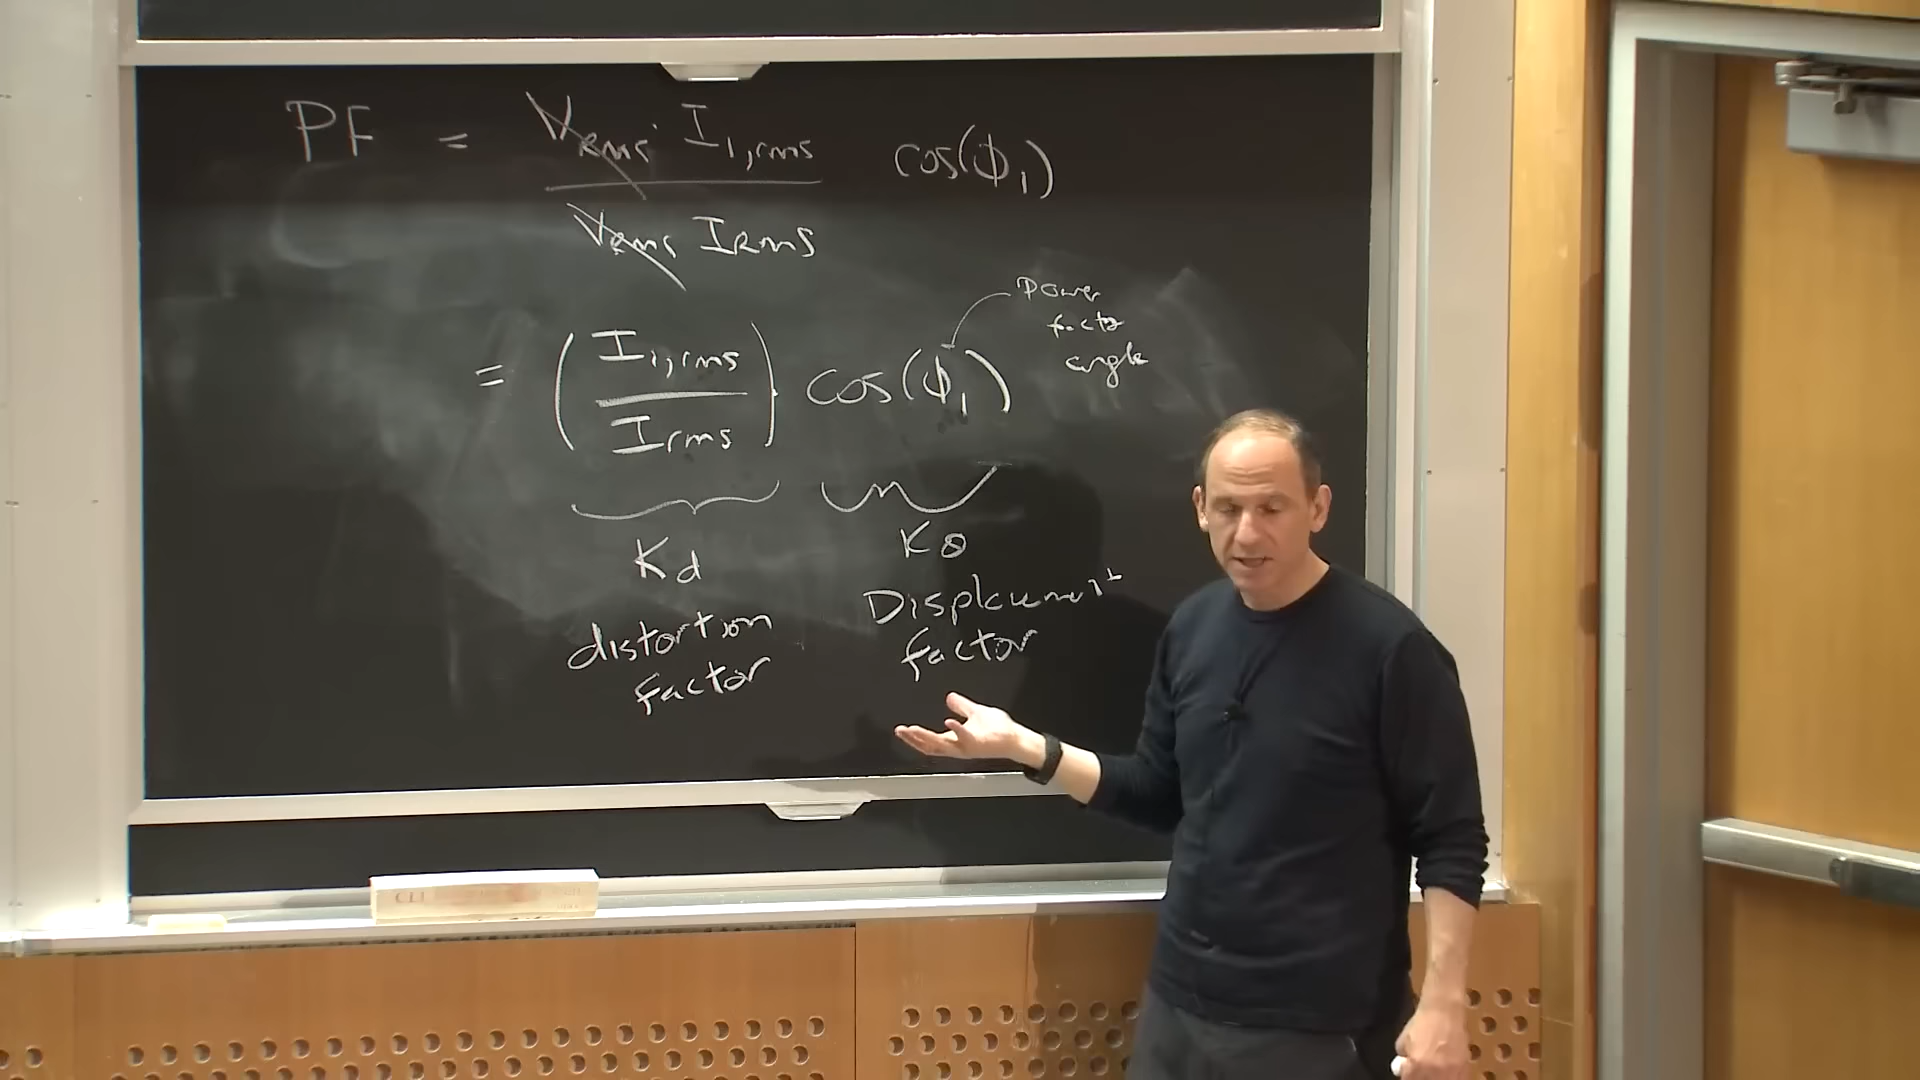 PF = VRMS I1,rms cos(ϕ1)
VRMS IRMS
Power
factor
angle
= (I1,rms / Irms) cos(ϕ1)
Kd Kθ
distortion
factor
Displacement
factor